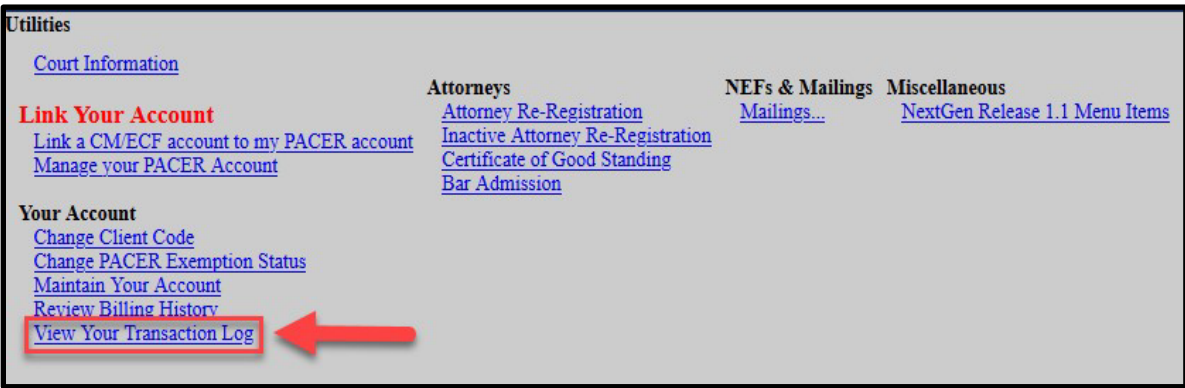 Utilities
Court Information
Link Your Account
Link a CM/ECF account to my PACER account
Manage your PACER Account
Your Account
Change Client Code
Change PACER Exemption Status
Maintain Your Account
Review Billing History
View Your Transaction Log
Attorneys
Attorney Re-Registration
Inactive Attorney Re-Registration
Certificate of Good Standing
Bar Admission
NEFs & Mailings
Mailings...
Miscellaneous
NextGen Release 1.1 Menu Items